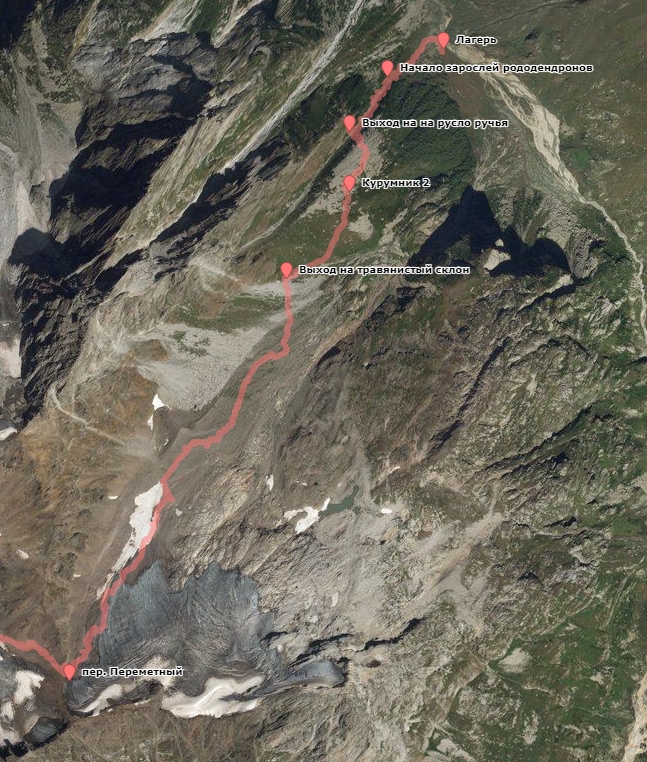 Лагерь
Начало зарослей рододендронов
Выход на на русло ручья
Курумник 2
Выход на травянистый склон
пер. Переметный